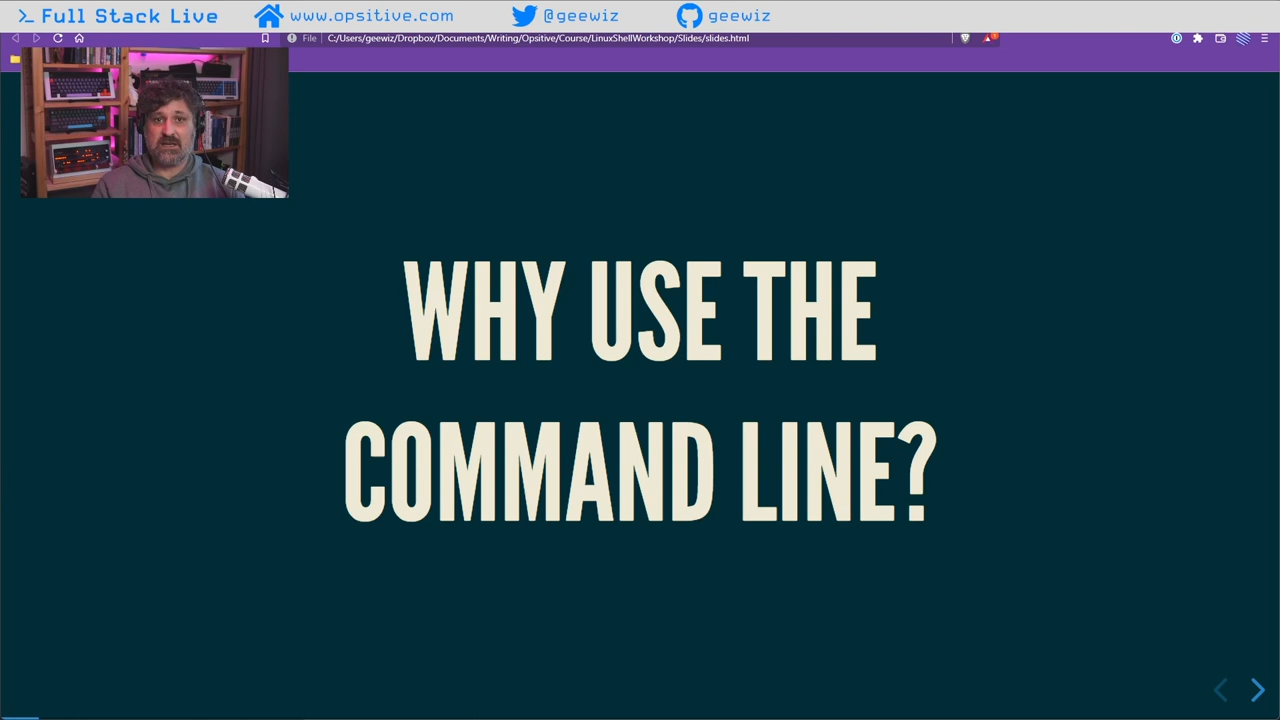 >_ Full Stack Live www.opsitive.com @geewiz geewiz
File C:/Users/geewiz/Dropbox/Documents/Writing/Opsitive/Course/LinuxShellWorkshop/Slides/slides.html
WHY USE THE
COMMAND LINE?